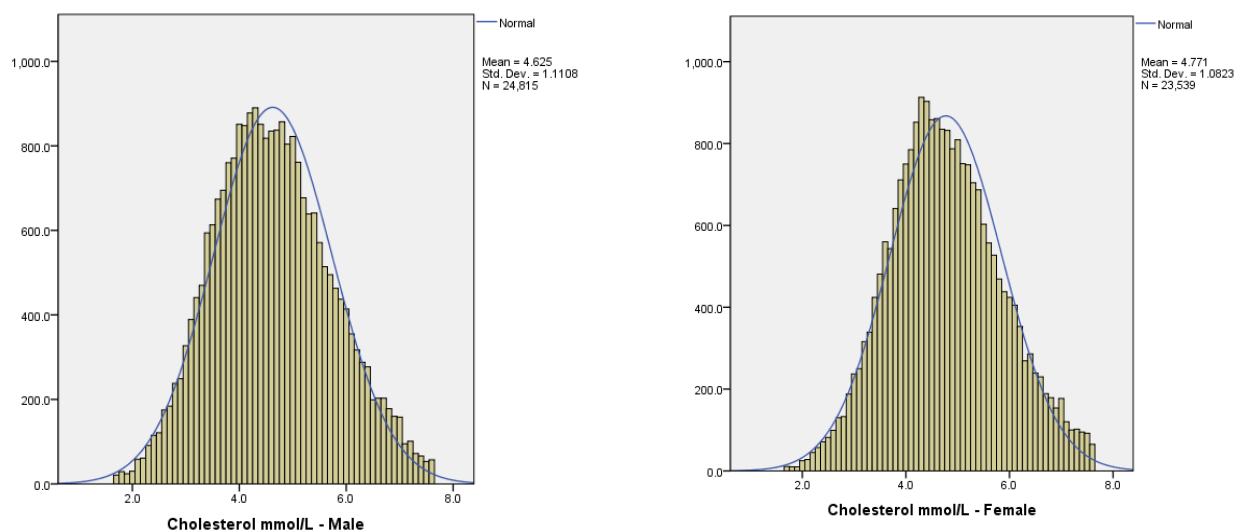 Normal
Mean = 4.625
Std. Dev. = 1.1108
N = 24,815
1,000.0
800.0
600.0
400.0
200.0
0.0
2.0 4.0 6.0 8.0
Cholesterol mmol/L - Male
Normal
Mean = 4.771
Std. Dev. = 1.0823
N = 23,539
1,000.0
800.0
600.0
400.0
200.0
0.0
2.0 4.0 6.0 8.0
Cholesterol mmol/L - Female